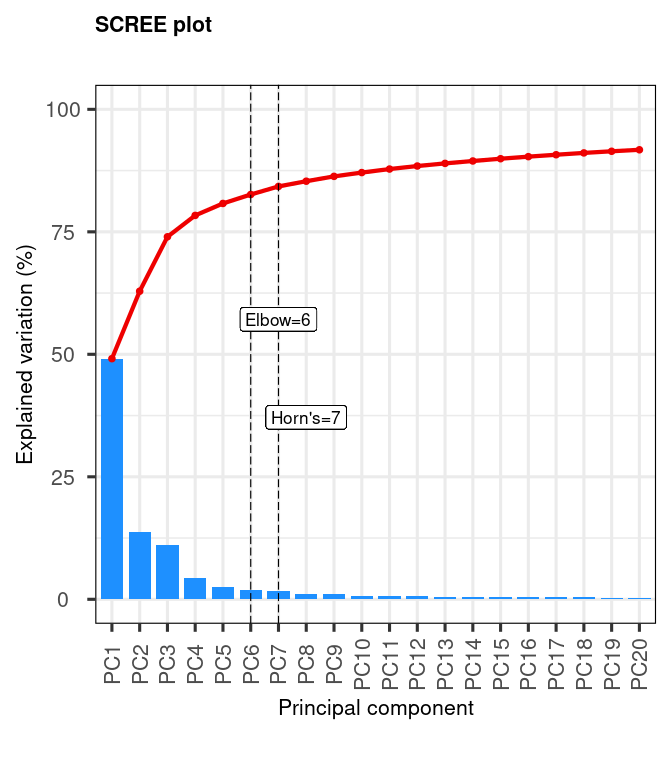 SCREE plot
Explained variation (%)
100
75
50
25
0
Elbow=6
Horn's=7
PC1
PC2
PC3
PC4
PC5
PC6
PC7
PC8
PC9
PC10
PC11
PC12
PC13
PC14
PC15
PC16
PC17
PC18
PC19
PC20
Principal component